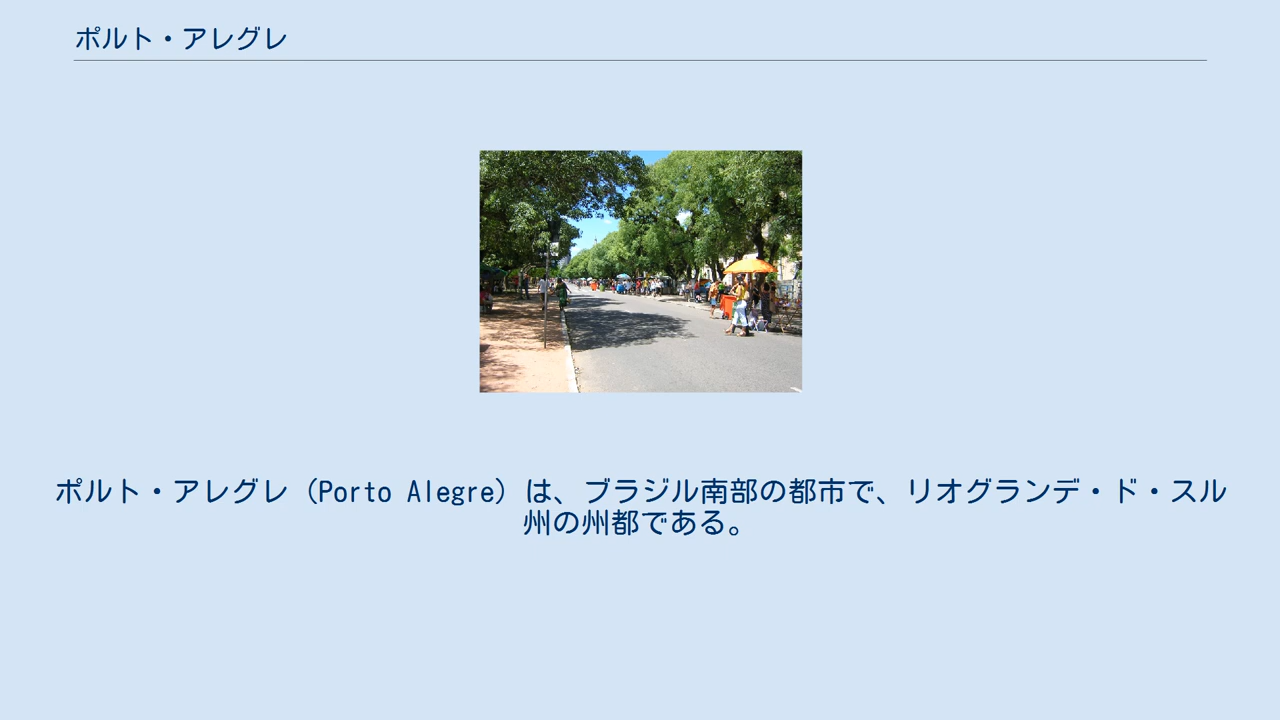 ポルト・アレグレ
ポルト・アレグレ（Porto Alegre）は、ブラジル南部の都市で、リオグランデ・ド・スル
州の州都である。